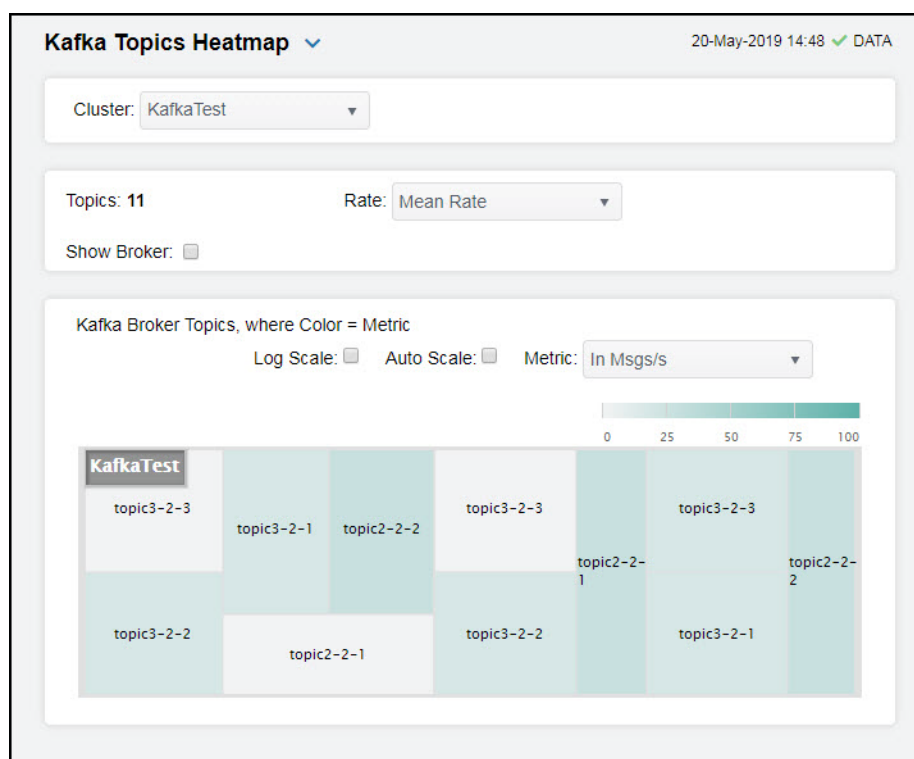 Kafka Topics Heatmap
20-May-2019 14:48 DATA
Cluster: KafkaTest
Topics: 11
Rate: Mean Rate
Show Broker:
Kafka Broker Topics, where Color = Metric
Log Scale: Auto Scale: Metric: In Msgs/s
0 25 50 75 100
KafkaTest
topic3-2-3
topic3-2-1
topic2-2-2
topic3-2-3
topic2-2-
1
topic3-2-3
topic2-2-
2
topic3-2-2
topic2-2-1
topic3-2-2
topic3-2-1